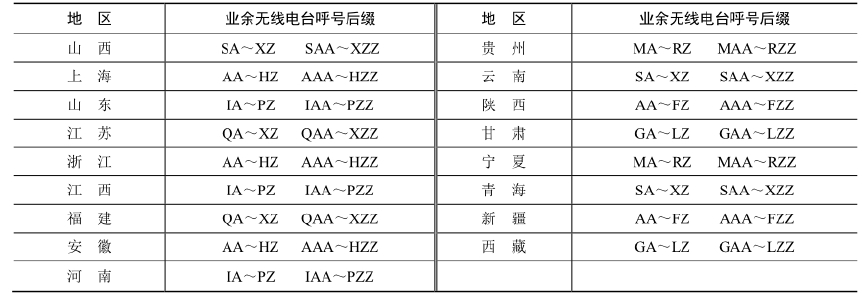 地 区 业余无线电台呼号后缀 地 区 业余无线电台呼号后缀
山 西 SA～XZ SAA～XZZ 贵 州 MA～RZ MAA～RZZ
上 海 AA～HZ AAA～HZZ 云 南 SA～XZ SAA～XZZ
山 东 IA～PZ IAA～PZZ 陕 西 AA～FZ AAA～FZZ
江 苏 QA～XZ QAA～XZZ 甘 肃 GA～LZ GAA～LZZ
浙 江 AA～HZ AAA～HZZ 宁 夏 MA～RZ MAA～RZZ
江 西 IA～PZ IAA～PZZ 青 海 SA～XZ SAA～XZZ
福 建 QA～XZ QAA～XZZ 新 疆 AA～FZ AAA～FZZ
安 徽 AA～HZ AAA～HZZ 西 藏 GA～LZ GAA～LZZ
河 南 IA～PZ IAA～PZZ